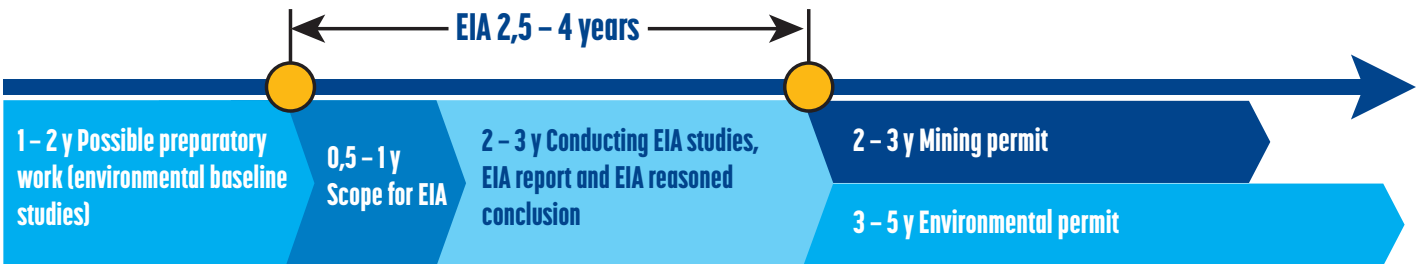 EIA 2,5 – 4 years
1 – 2 y Possible preparatory
work (environmental baseline
studies)
0,5 – 1 y
Scope for EIA
2 – 3 y Conducting EIA studies,
EIA report and EIA reasoned
conclusion
2 – 3 y Mining permit
3 – 5 y Environmental permit